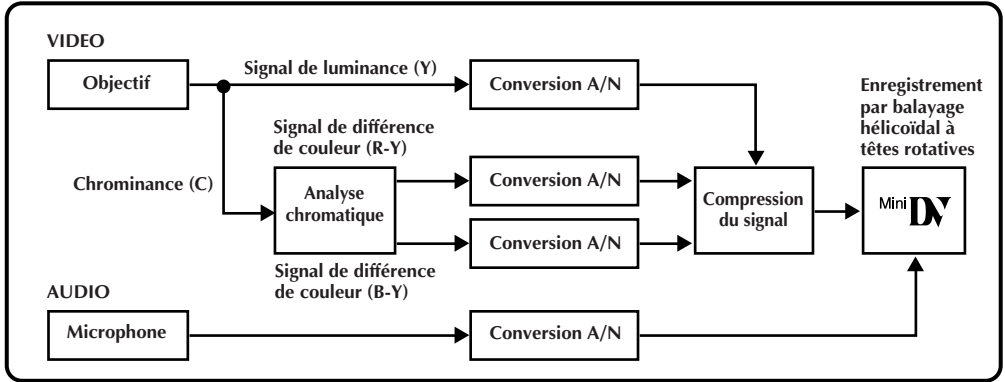 VIDEO
Objectif
Signal de luminance (Y)
Conversion A/N
Enregistrement
par balayage
hélicoïdal à
têtes rotatives
Signal de différence
de couleur (R-Y)
Chrominance (C)
Analyse
chromatique
Conversion A/N
Conversion A/N
Compression
du signal
Mini DV
Signal de différence
de couleur (B-Y)
AUDIO
Microphone
Conversion A/N